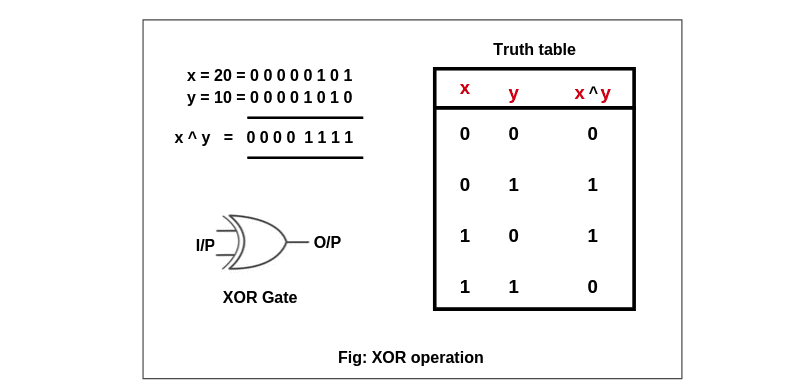 x = 20 = 0 0 0 0 0 1 0 1
y = 10 = 0 0 0 0 1 0 1 0
x ^ y = 0 0 0 0 1 1 1 1
I/P
O/P
XOR Gate
Truth table
x y x ^ y
0 0 0
0 1 1
1 0 1
1 1 0
Fig: XOR operation